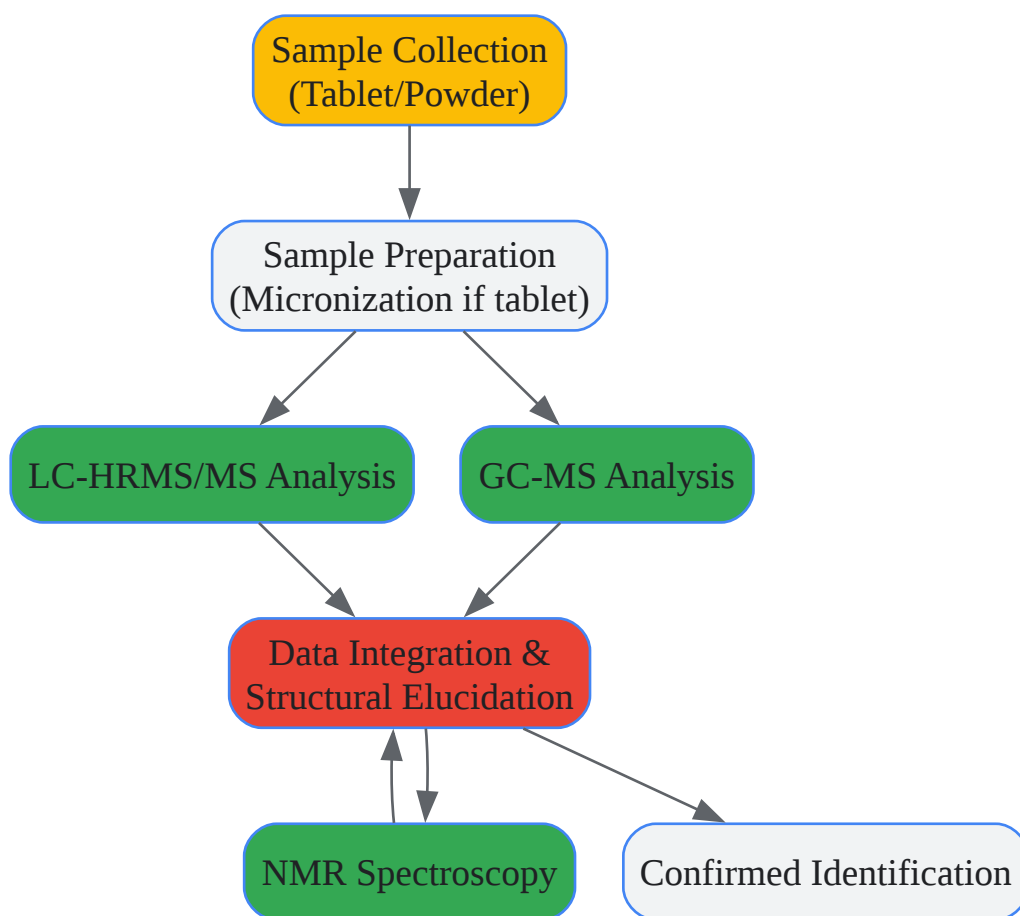 Sample Collection
(Tablet/Powder)
Sample Preparation
(Micronization if tablet)
LC-HRMS/MS Analysis
GC-MS Analysis
Data Integration &
Structural Elucidation
NMR Spectroscopy
Confirmed Identification